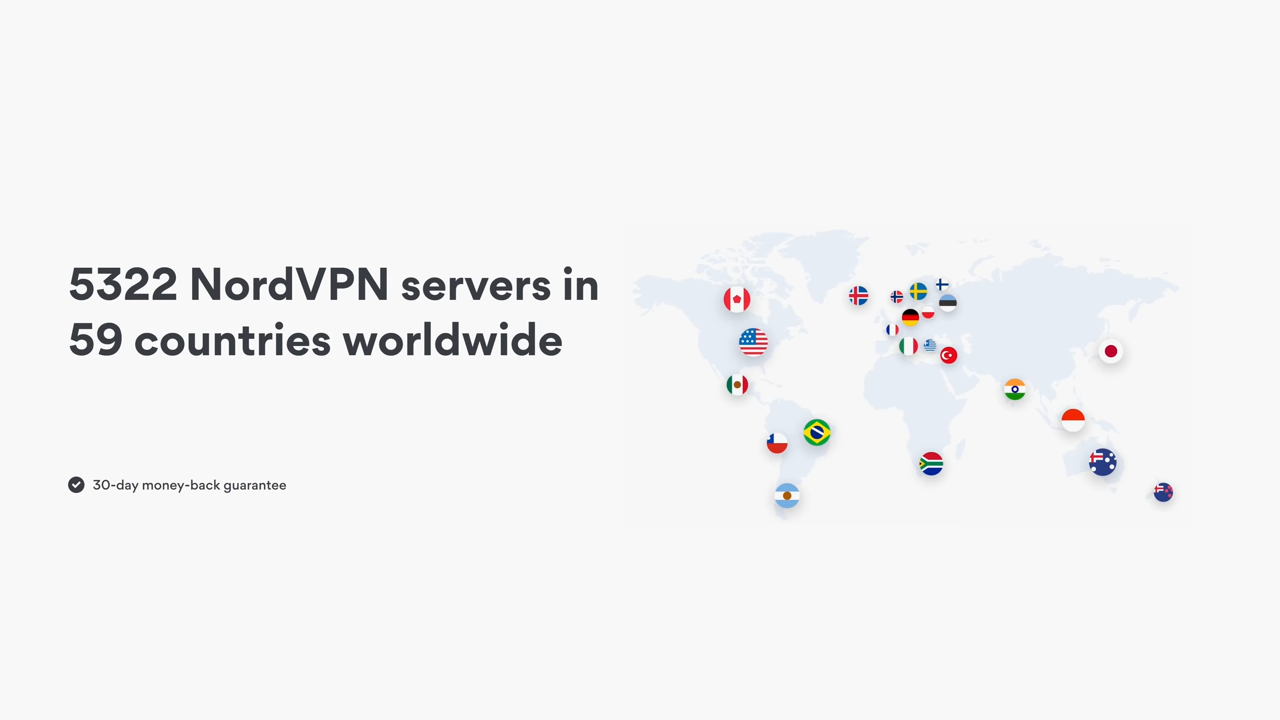 5322 NordVPN servers in
59 countries worldwide
30-day money-back guarantee